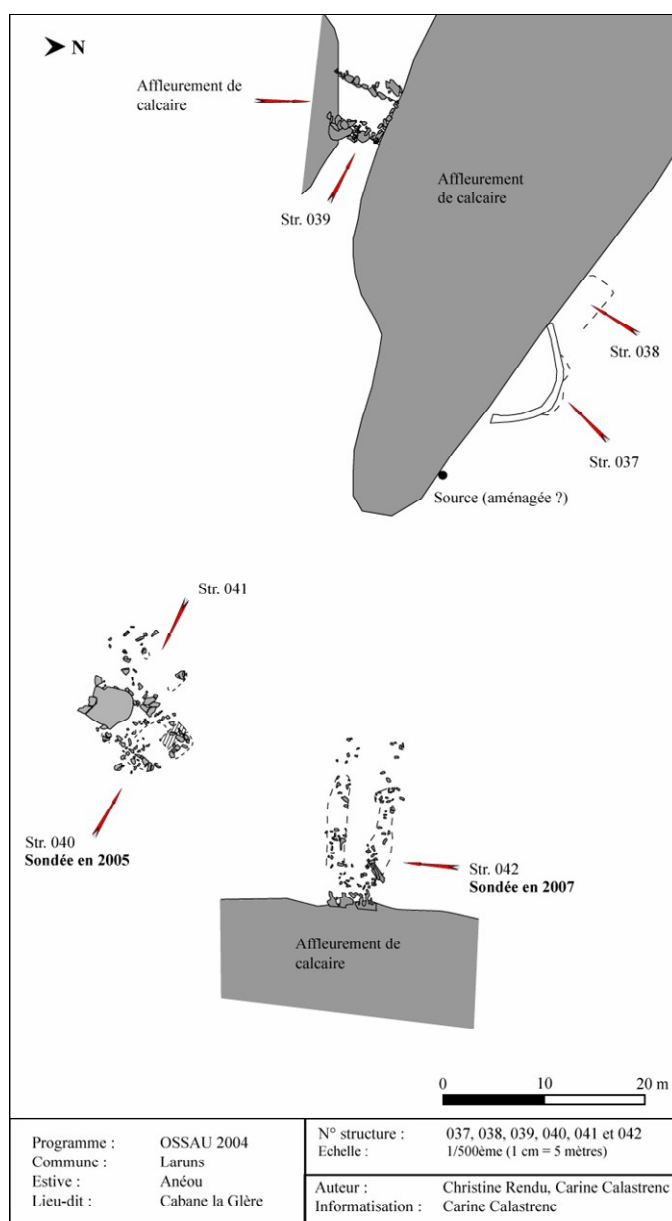 N
Affleurement de
calcaire
Affleurement
de calcaire
Str. 039
Str. 038
Str. 037
Source (aménagée ?)
Str. 041
Str. 040
Sondée en 2005
Str. 042
Sondée en 2007
Affleurement de
calcaire
0 10 20 m
Programme : OSSAU 2004
Commune : Laruns
Estive : Anéou
Lieu-dit : Cabane la Glère
N° structure : 037, 038, 039, 040, 041 et 042
Echelle : 1/500ème (1 cm = 5 mètres)
Auteur : Christine Rendu, Carine Calastrenc
Informatisation : Carine Calastrenc